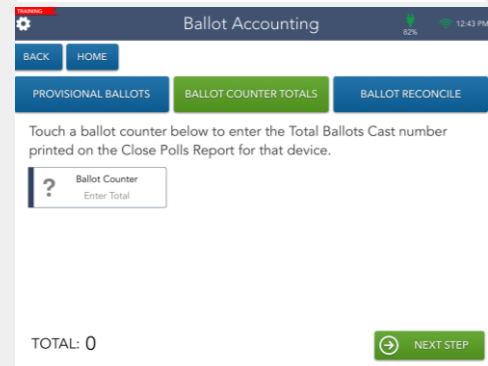 TRAINING
Ballot Accounting
82%
12:43 PM
BACK
HOME
PROVISIONAL BALLOTS
BALLOT COUNTER TOTALS
BALLOT RECONCILE
Touch a ballot counter below to enter the Total Ballots Cast number
printed on the Close Polls Report for that device.
?
Ballot Counter
Enter Total
TOTAL: 0
NEXT STEP